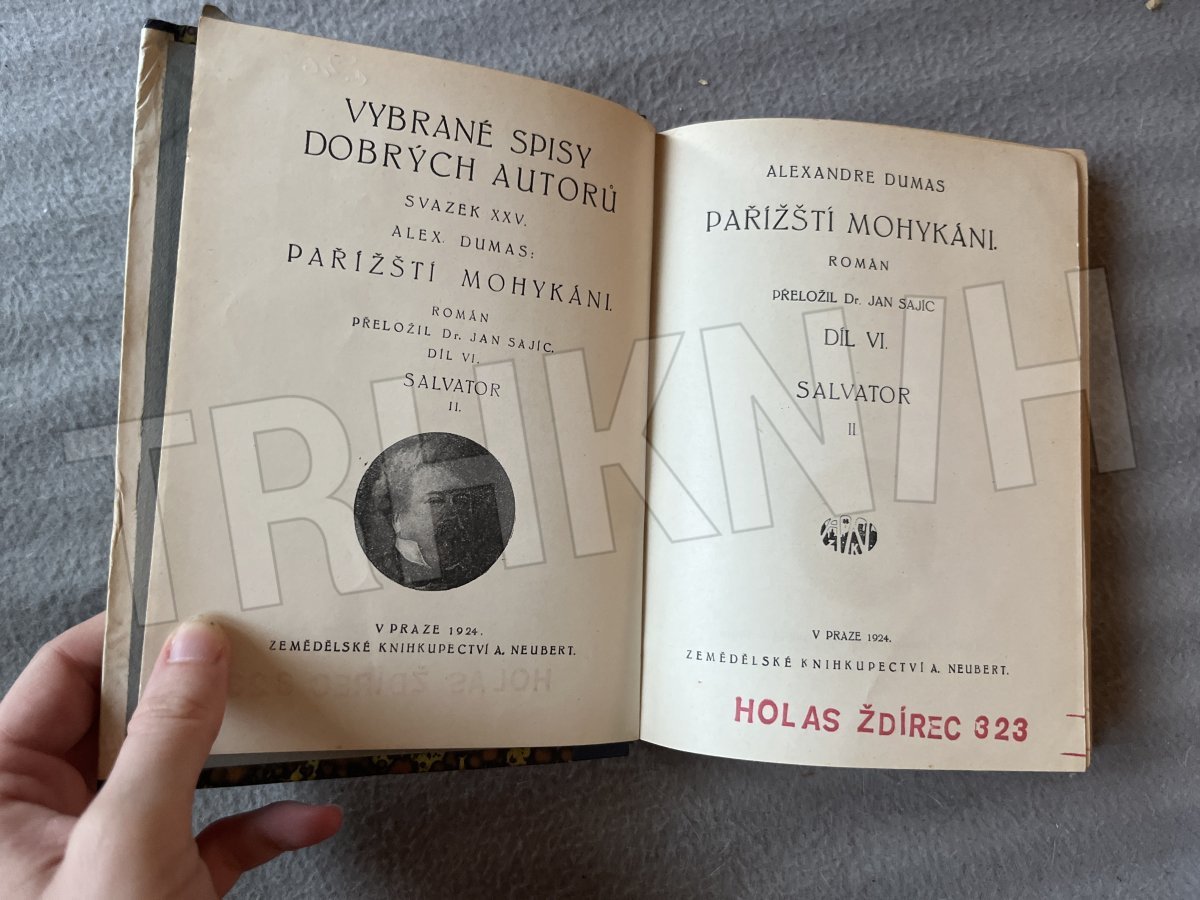 VYBRANÉ SPISY
DOBRÝCH AUTORŮ
SVAZEK XXV.
ALEX. DUMAS:
PAŘÍŽŠTÍ MOHYKÁNI.
ROMÁN
PŘELOŽIL Dr. JAN SAJÍC.
DÍL VI.
SALVATOR
II.
V PRAZE 1924.
ZEMĚDĚLSKÉ KNIHKUPECTVÍ A. NEUBERT.
ALEXANDRE DUMAS
PAŘÍŽŠTÍ MOHYKÁNI.
ROMÁN
PŘELOŽIL Dr. JAN SAJÍC
DÍL VI.
SALVATOR
II
V PRAZE 1924.
ZEMĚDĚLSKÉ KNIHKUPECTVÍ A. NEUBERT.
HOLAS ŽDÍREC 323
TRHKNIH